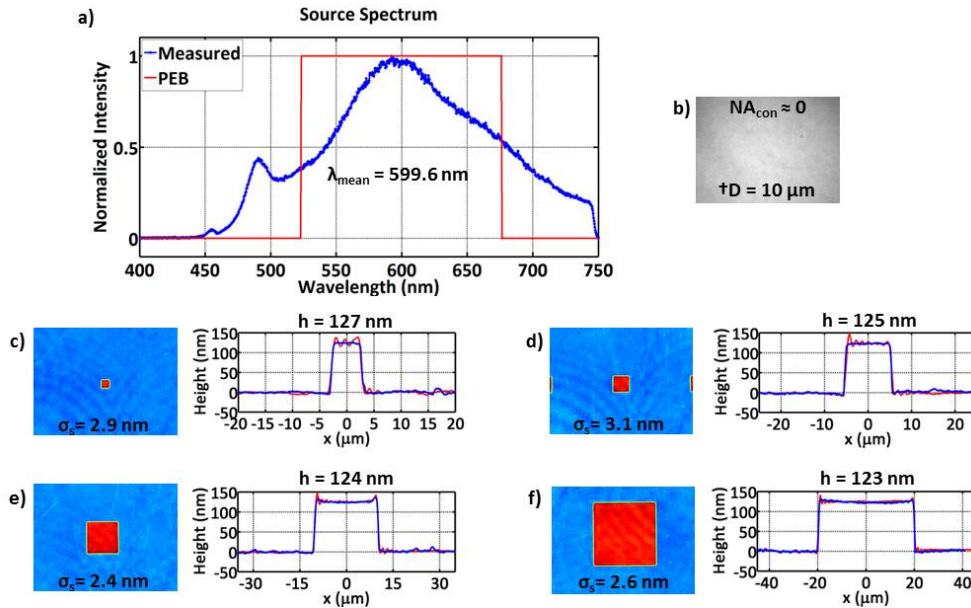 a)
Source Spectrum
Measured
PEB
Normalized Intensity
1
0.5
0
λmean = 599.6 nm
400 450 500 550 600 650 700 750
Wavelength (nm)
b)
NAcon ≈ 0
†D = 10 µm
c)
σs = 2.9 nm
h = 127 nm
Height (nm)
150
100
50
0
-50
-20 -15 -10 -5 0 5 10 15 20
x (µm)
d)
σs = 3.1 nm
h = 125 nm
Height (nm)
150
100
50
0
-50
-20 -10 0 10 20
x (µm)
e)
σs = 2.4 nm
h = 124 nm
Height (nm)
150
100
50
0
-50
-30 -15 0 15 30
x (µm)
f)
σs = 2.6 nm
h = 123 nm
Height (nm)
150
100
50
0
-50
-40 -20 0 20 40
x (µm)